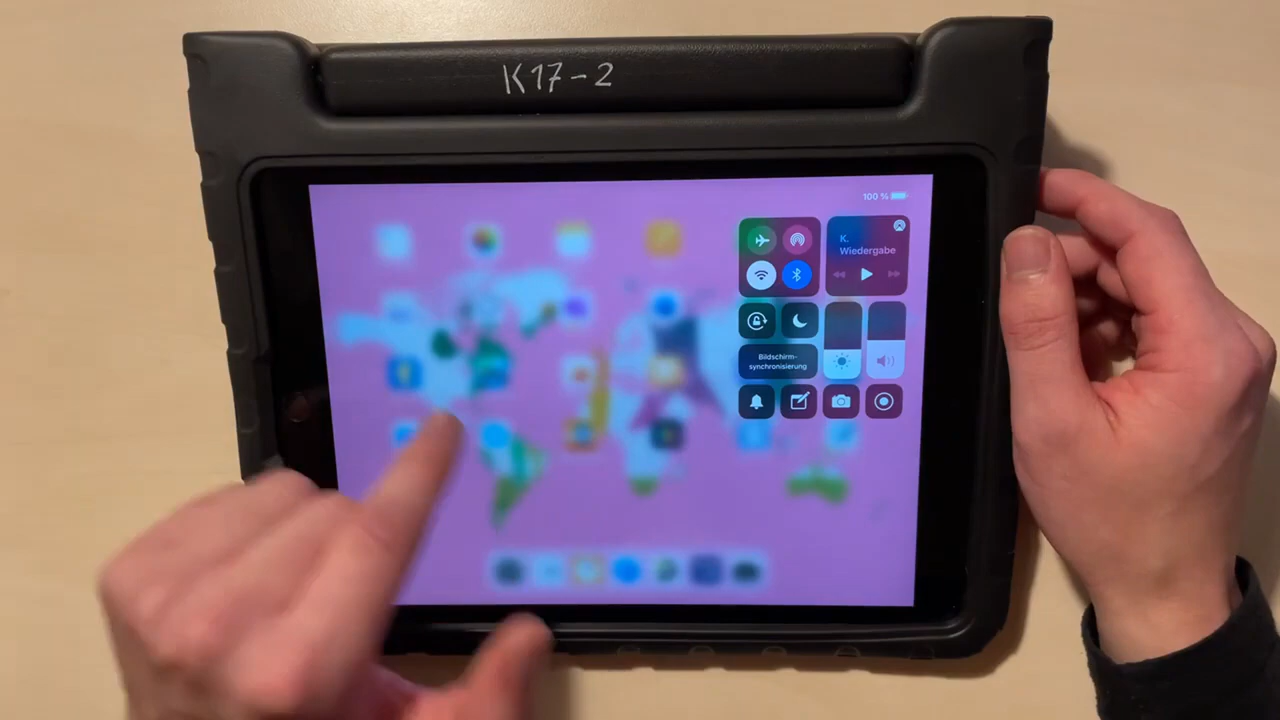 K17-2
100 %
K.
Wiedergabe
Bildschirm-
synchronisierung